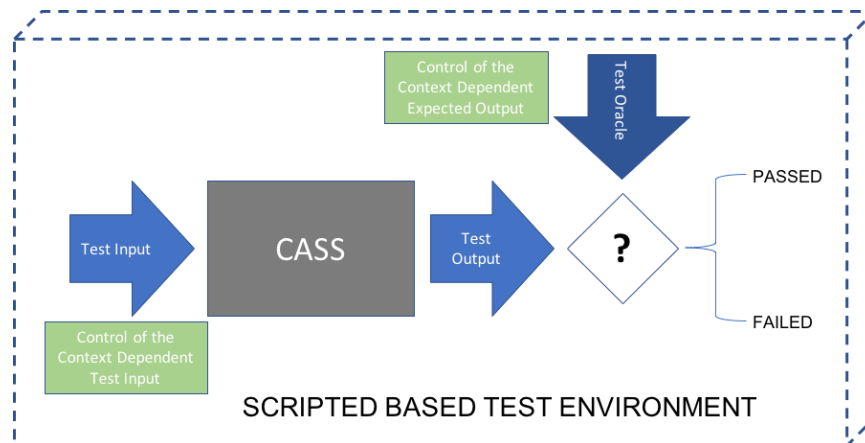 Control of the
Context Dependent
Expected Output
Test Oracle
PASSED
Test Input
CASS
Test
Output
?
FAILED
Control of the
Context Dependent
Test Input
SCRIPTED BASED TEST ENVIRONMENT